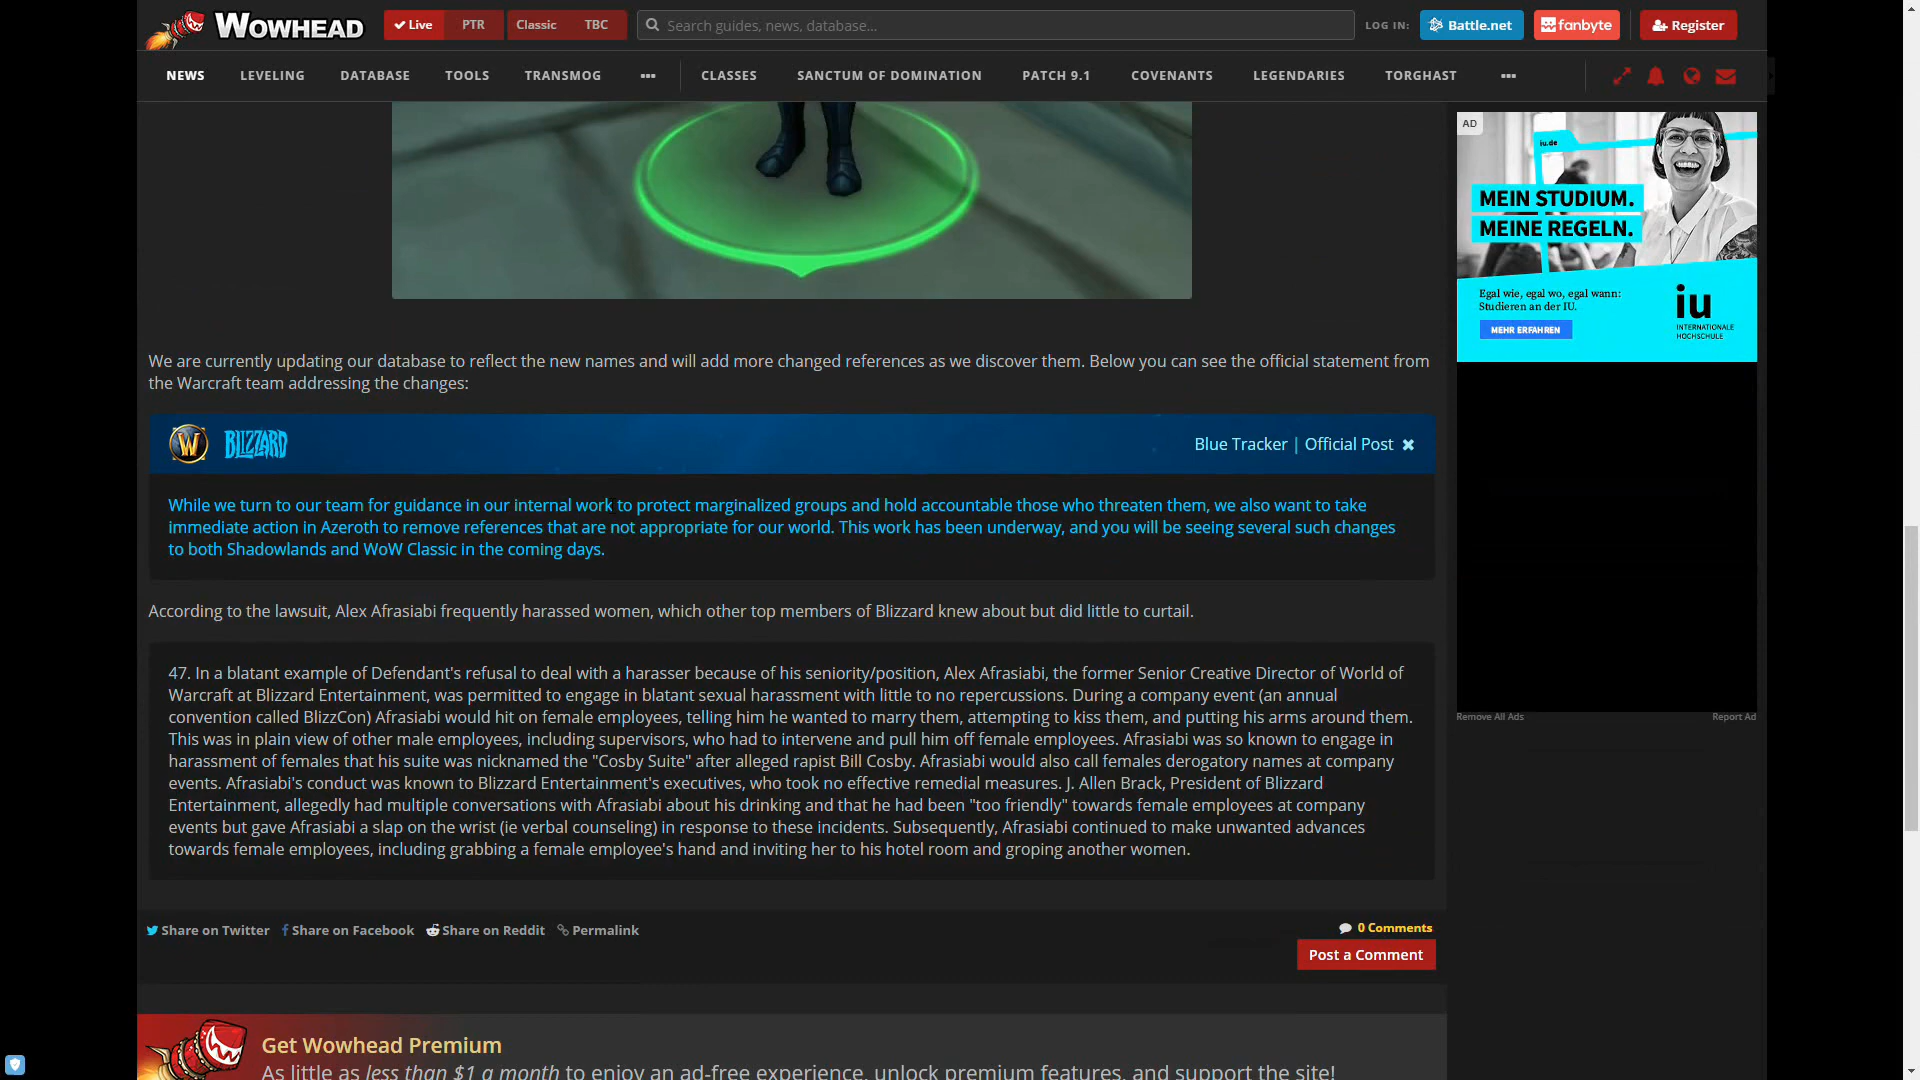 WOWHEAD
Live PTR Classic TBC
Search guides, news, database...
LOG IN: Battle.net fanbyte Register
NEWS LEVELING DATABASE TOOLS TRANSMOG ••• CLASSES SANCTUM OF DOMINATION PATCH 9.1 COVENANTS LEGENDARIES TORGHAST •••
We are currently updating our database to reflect the new names and will add more changed references as we discover them. Below you can see the official statement from
the Warcraft team addressing the changes:
W BLIZZARD Blue Tracker | Official Post
While we turn to our team for guidance in our internal work to protect marginalized groups and hold accountable those who threaten them, we also want to take
immediate action in Azeroth to remove references that are not appropriate for our world. This work has been underway, and you will be seeing several such changes
to both Shadowlands and WoW Classic in the coming days.
According to the lawsuit, Alex Afrasiabi frequently harassed women, which other top members of Blizzard knew about but did little to curtail.
47. In a blatant example of Defendant's refusal to deal with a harasser because of his seniority/position, Alex Afrasiabi, the former Senior Creative Director of World of
Warcraft at Blizzard Entertainment, was permitted to engage in blatant sexual harassment with little to no repercussions. During a company event (an annual
convention called BlizzCon) Afrasiabi would hit on female employees, telling him he wanted to marry them, attempting to kiss them, and putting his arms around them.
This was in plain view of other male employees, including supervisors, who had to intervene and pull him off female employees. Afrasiabi was so known to engage in
harassment of females that his suite was nicknamed the "Cosby Suite" after alleged rapist Bill Cosby. Afrasiabi would also call females derogatory names at company
events. Afrasiabi's conduct was known to Blizzard Entertainment's executives, who took no effective remedial measures. J. Allen Brack, President of Blizzard
Entertainment, allegedly had multiple conversations with Afrasiabi about his drinking and that he had been "too friendly" towards female employees at company
events but gave Afrasiabi a slap on the wrist (ie verbal counseling) in response to these incidents. Subsequently, Afrasiabi continued to make unwanted advances
towards female employees, including grabbing a female employee's hand and inviting her to his hotel room and groping another women.
Share on Twitter Share on Facebook Share on Reddit Permalink
0 Comments
Post a Comment
Get Wowhead Premium
As little as less than $1 a month to enjoy an ad-free experience, unlock premium features, and support the site!
AD
iu.de
MEIN STUDIUM.
MEINE REGELN.
Egal wie, egal wo, egal wann:
Studieren an der IU.
MEHR ERFAHREN
iu
INTERNATIONALE
HOCHSCHULE
Remove All Ads Report Ad